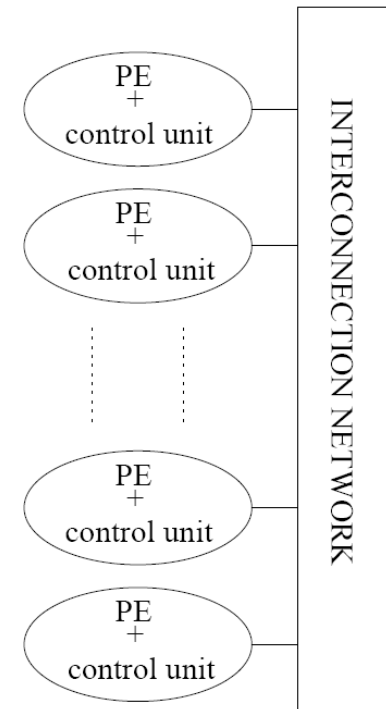 PE
+
control unit
PE
+
control unit
PE
+
control unit
PE
+
control unit
INTERCONNECTION NETWORK